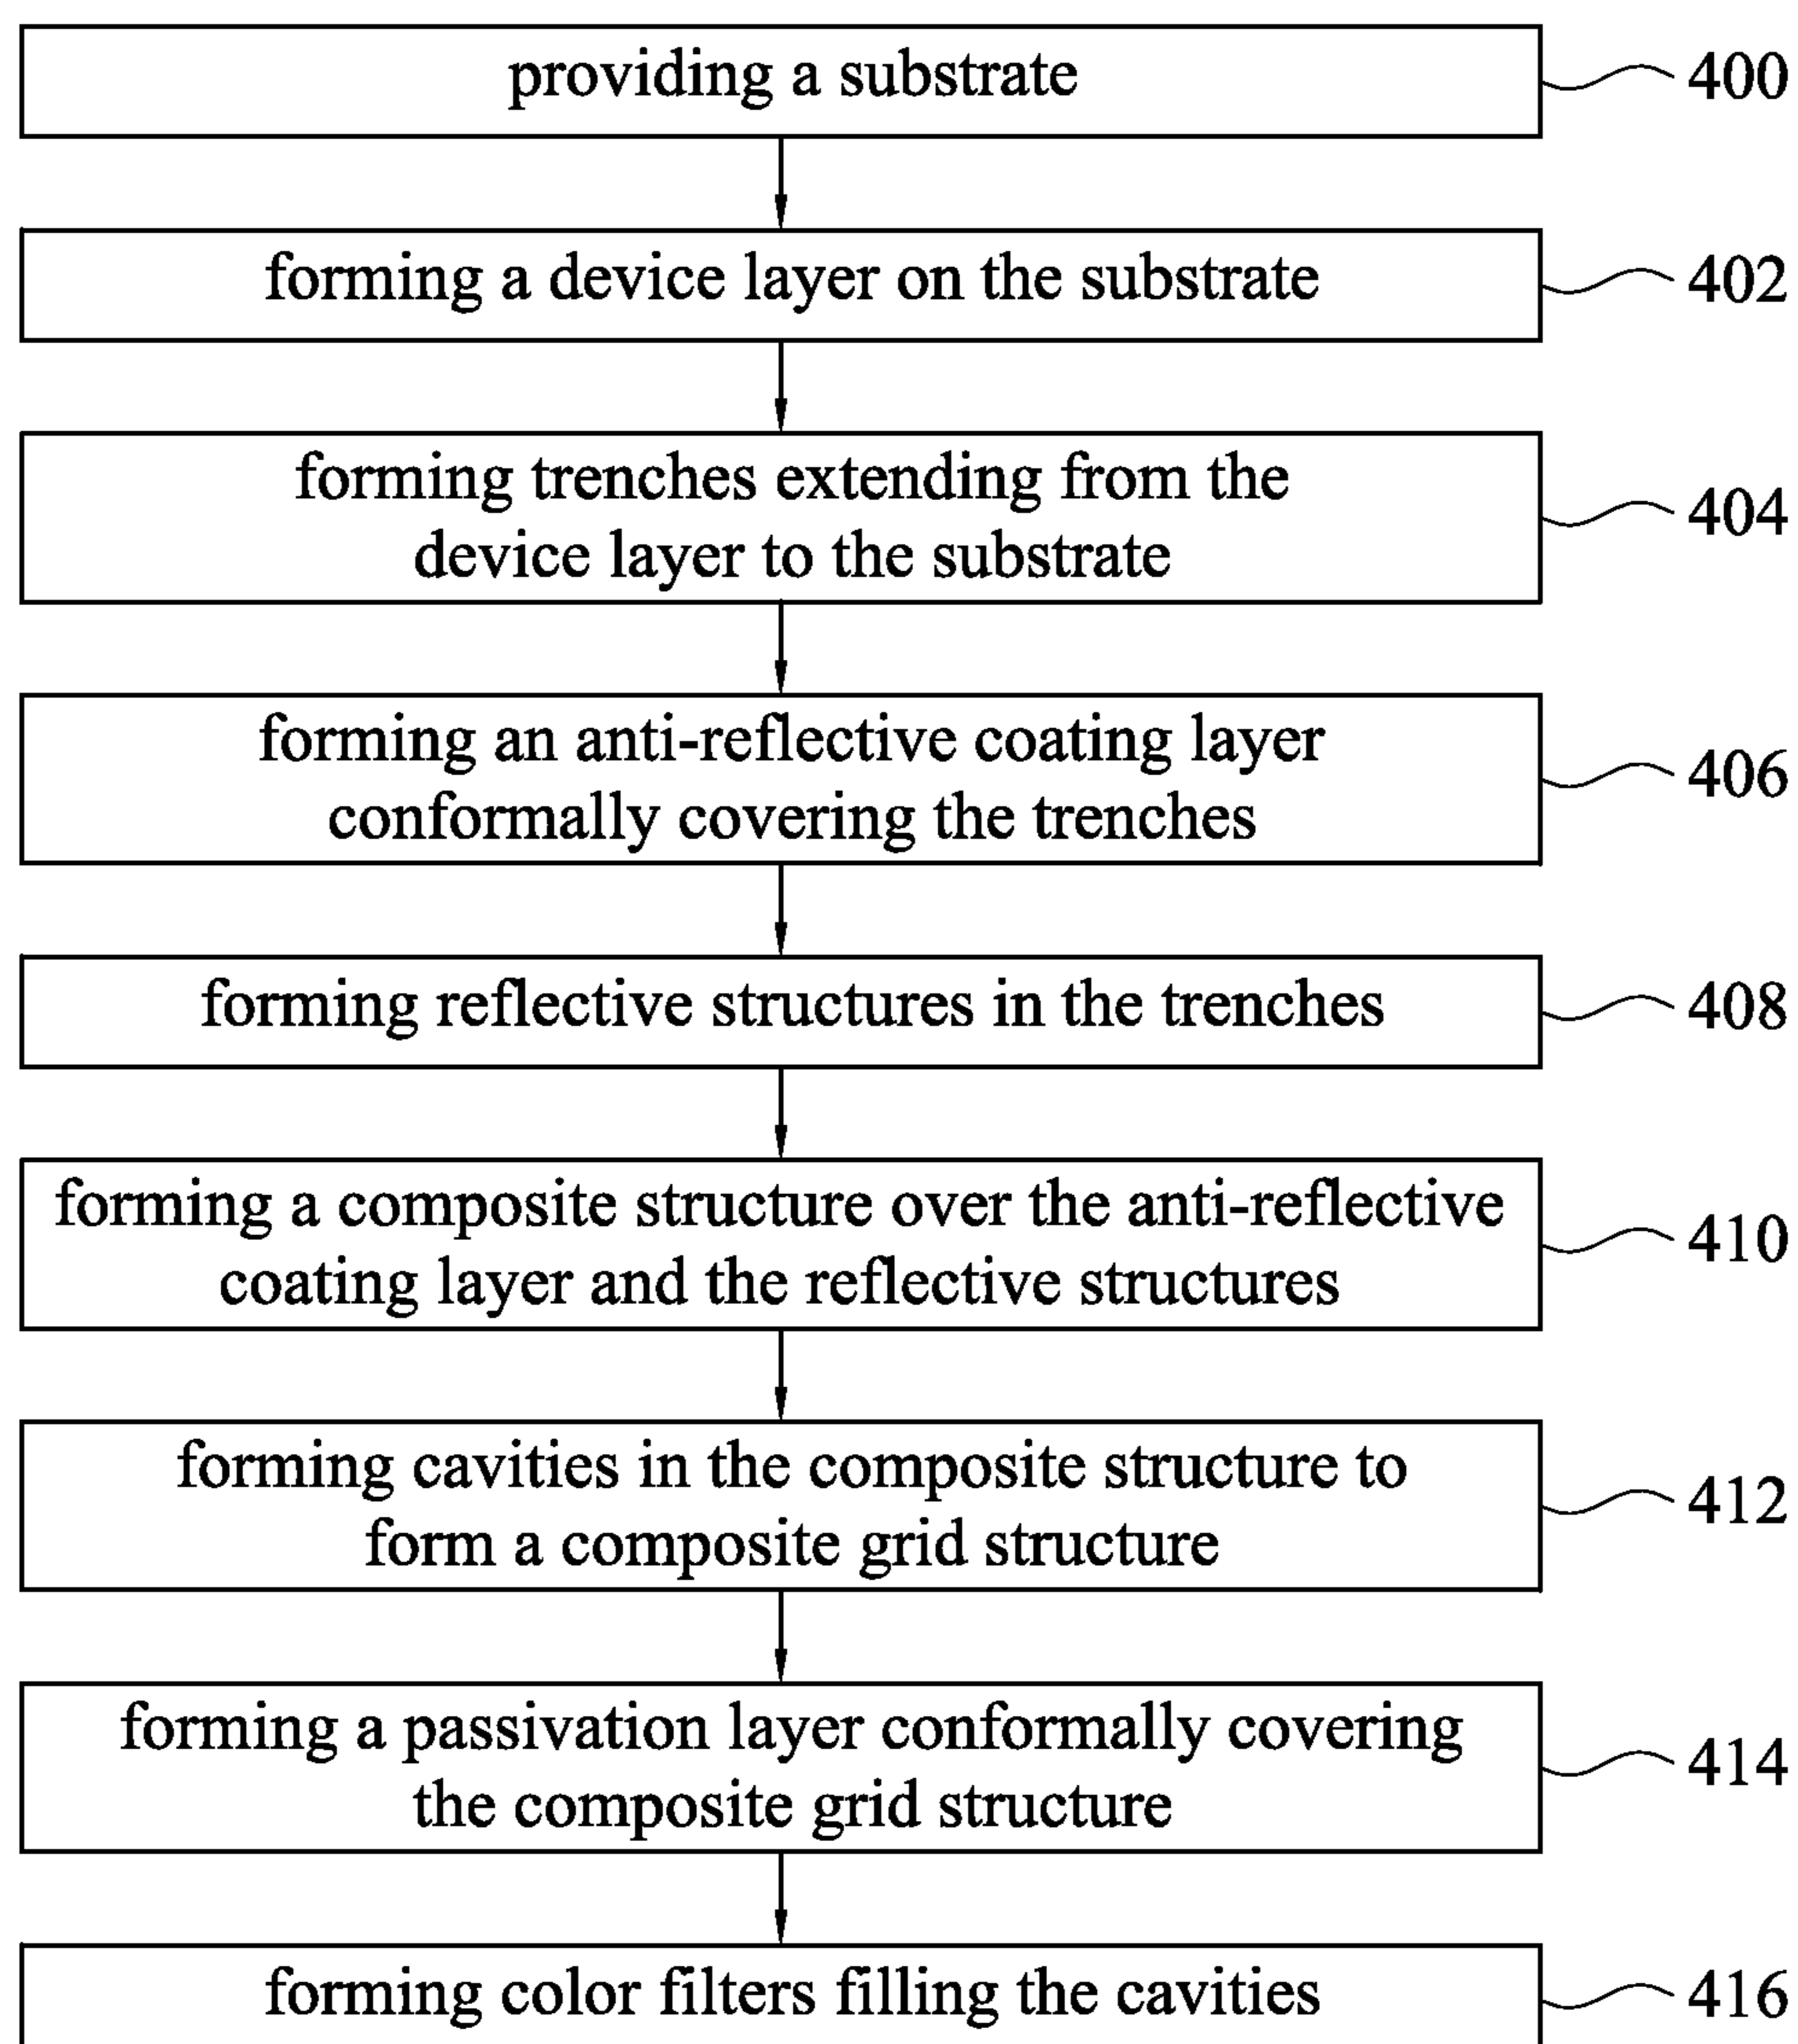 providing a substrate
400
forming a device layer on the substrate
402
forming trenches extending from the
device layer to the substrate
404
forming an anti-reflective coating layer
conformally covering the trenches
406
forming reflective structures in the trenches
408
forming a composite structure over the anti-reflective
coating layer and the reflective structures
410
forming cavities in the composite structure to
form a composite grid structure
412
forming a passivation layer conformally covering
the composite grid structure
414
forming color filters filling the cavities
416